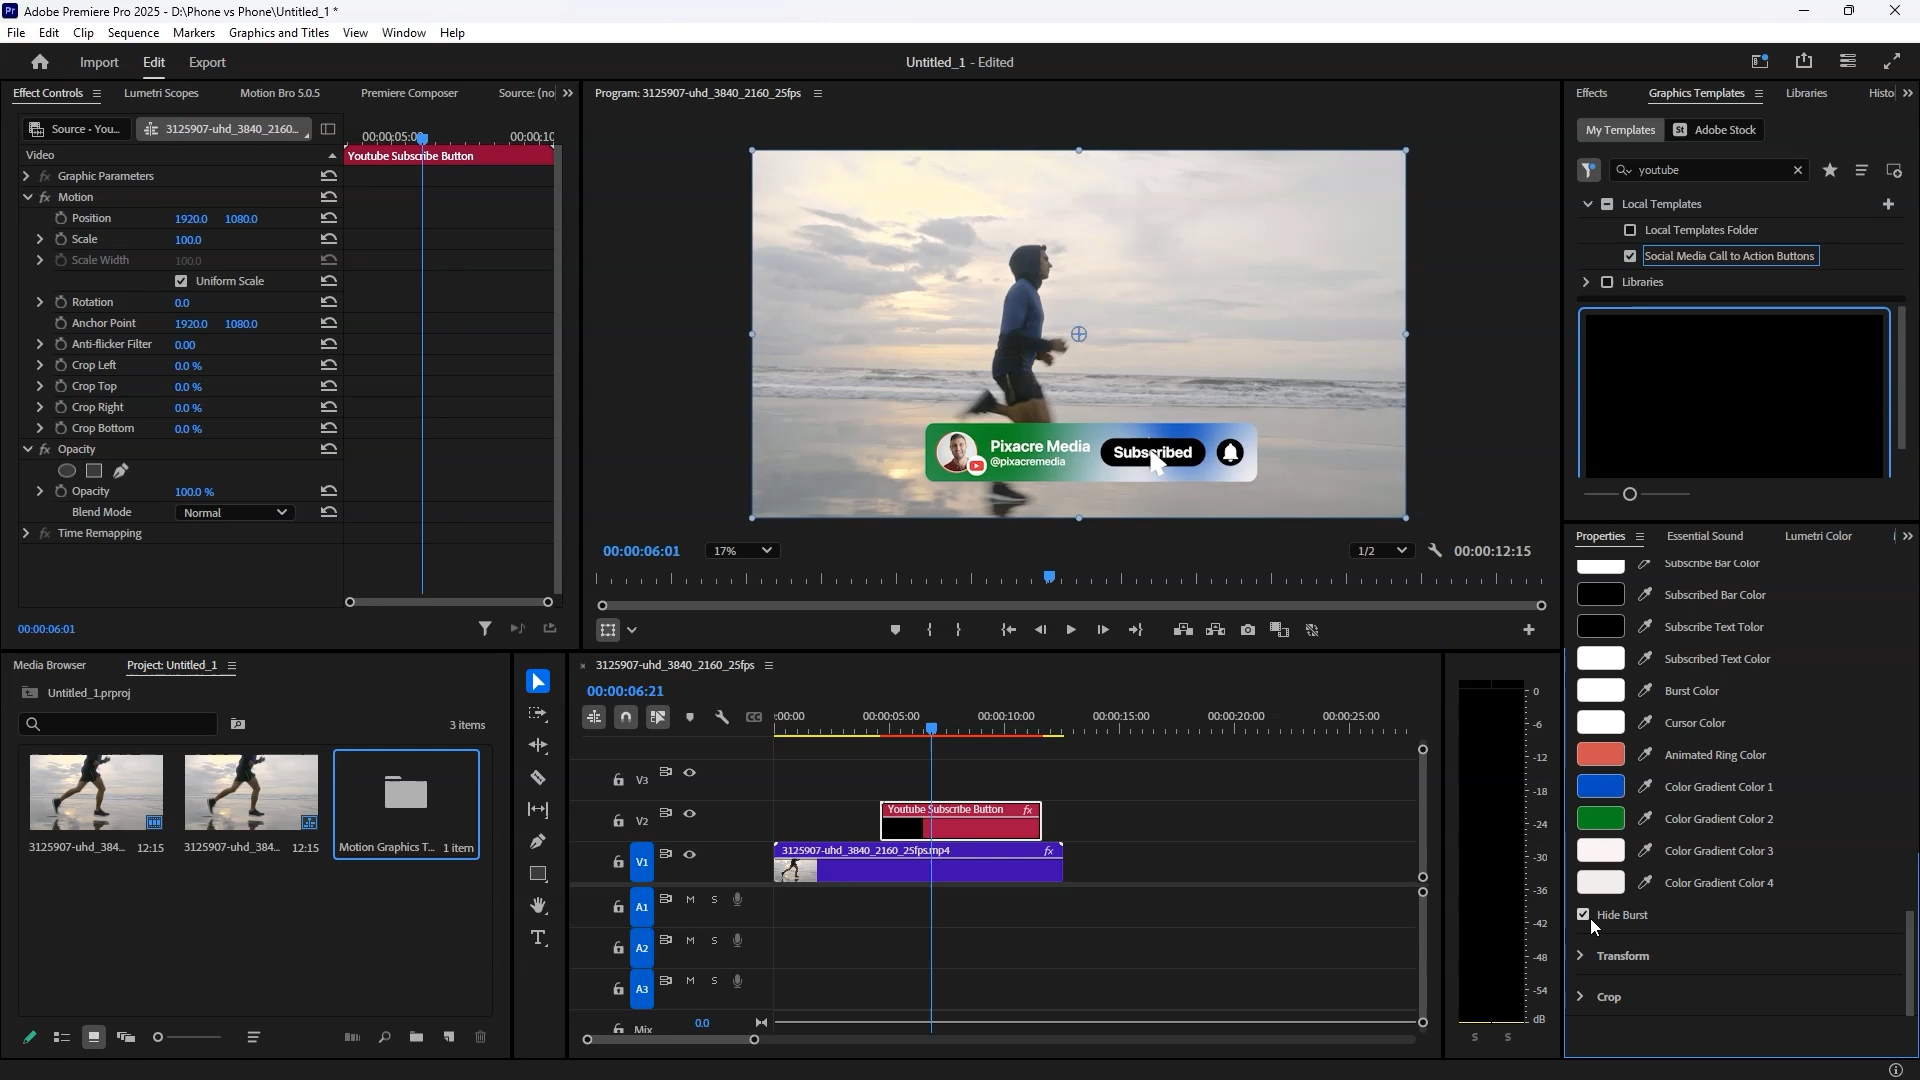 Pr Adobe Premiere Pro 2025 - D:\Phone vs Phone\Untitled_1 *
File Edit Clip Sequence Markers Graphics and Titles View Window Help
Import Edit Export Untitled_1 - Edited
Effect Controls Lumetri Scopes Motion Bro 5.0.5 Premiere Composer Source: (no
Program: 3125907-uhd_3840_2160_25fps
Effects Graphics Templates Libraries Histo
Source - You... 3125907-uhd_3840_2160...
00:00:05:00 00:00:10
My Templates St Adobe Stock
Video
Youtube Subscribe Button
youtube
fx Graphic Parameters
fx Motion
Position 1920.0 1080.0
Scale 100.0
Scale Width 100.0
Uniform Scale
Rotation 0.0
Anchor Point 1920.0 1080.0
Anti-flicker Filter 0.00
Crop Left 0.0 %
Crop Top 0.0 %
Crop Right 0.0 %
Crop Bottom 0.0 %
fx Opacity
Opacity 100.0 %
Blend Mode Normal
fx Time Remapping
00:00:06:01
Pixacre Media
@pixacremedia
Subscribed
00:00:06:01 17% 1/2 00:00:12:15
Local Templates
Local Templates Folder
Social Media Call to Action Buttons
Libraries
Properties Essential Sound Lumetri Color
Subscribe Bar Color
Subscribed Bar Color
Subscribe Text Tolor
Subscribed Text Color
Burst Color
Cursor Color
Animated Ring Color
Color Gradient Color 1
Color Gradient Color 2
Color Gradient Color 3
Color Gradient Color 4
Hide Burst
Transform
Crop
Media Browser Project: Untitled_1
Untitled_1.prproj
3 items
3125907-uhd_384... 12:15
3125907-uhd_384... 12:15
Motion Graphics T... 1 item
3125907-uhd_3840_2160_25fps
00:00:06:21
CC
:00:00 00:00:05:00 00:00:10:00 00:00:15:00 00:00:20:00 00:00:25:00
V3
V2
Youtube Subscribe Button fx
V1
3125907-uhd_3840_2160_25fps.mp4 fx
A1 M S
A2 M S
A3 M S
Mix 0.0
0
-6
-12
-18
-24
-30
-36
-42
-48
-54
dB
S S